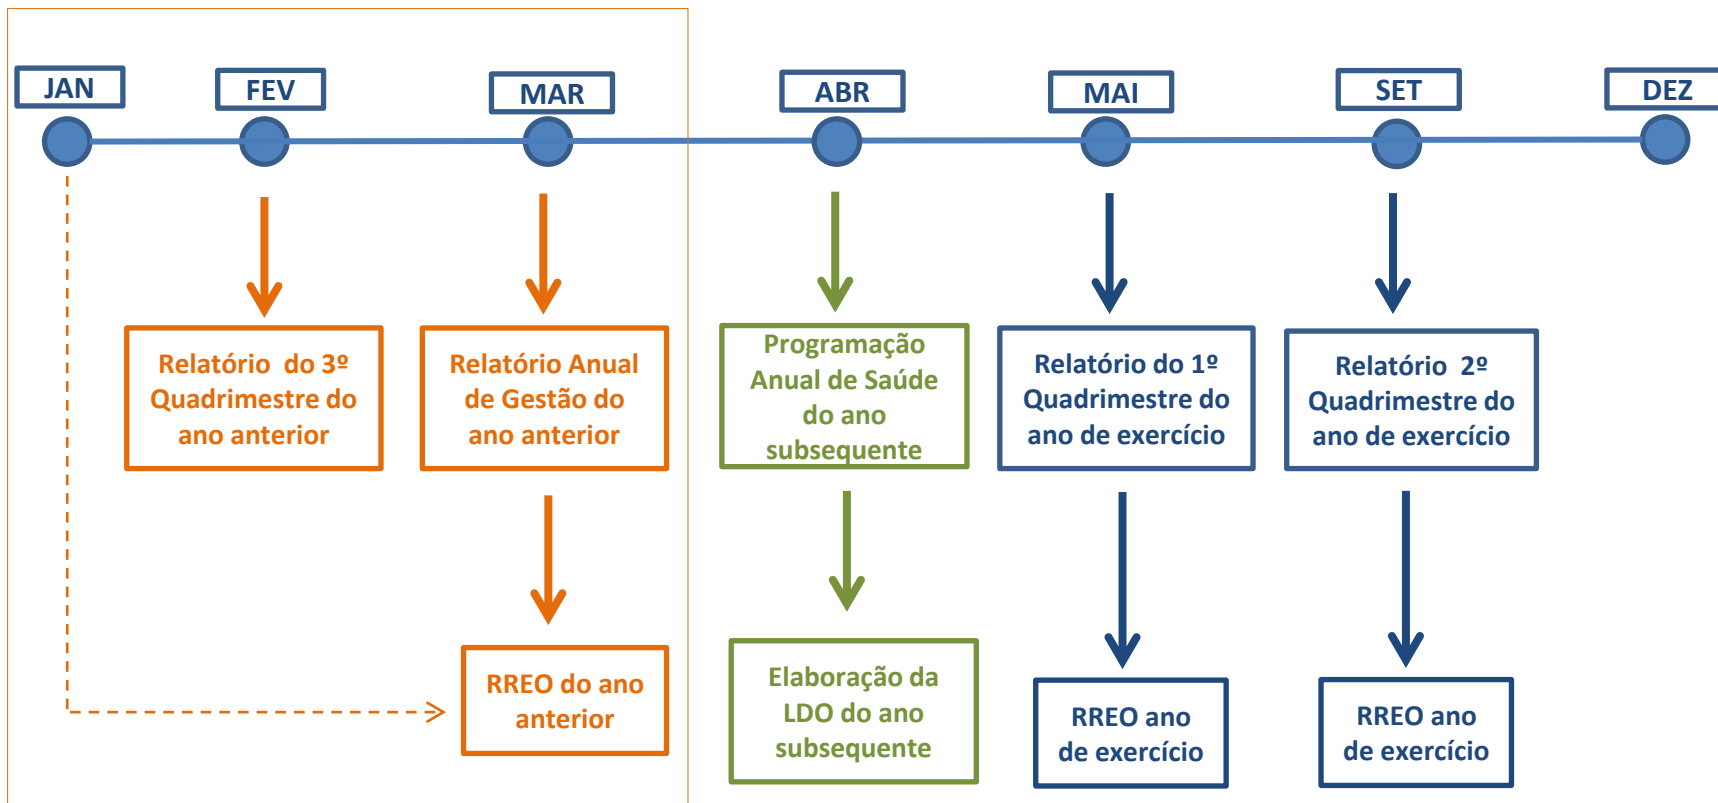 JAN
FEV
MAR
ABR
MAI
SET
DEZ
Relatório do 3º
Quadrimestre do
ano anterior
Relatório Anual
de Gestão do
ano anterior
Programação
Anual de Saúde
do ano
subsequente
Relatório do 1º
Quadrimestre do
ano de exercício
Relatório 2º
Quadrimestre do
ano de exercício
RREO do ano
anterior
Elaboração da
LDO do ano
subsequente
RREO ano
de exercício
RREO ano
de exercício